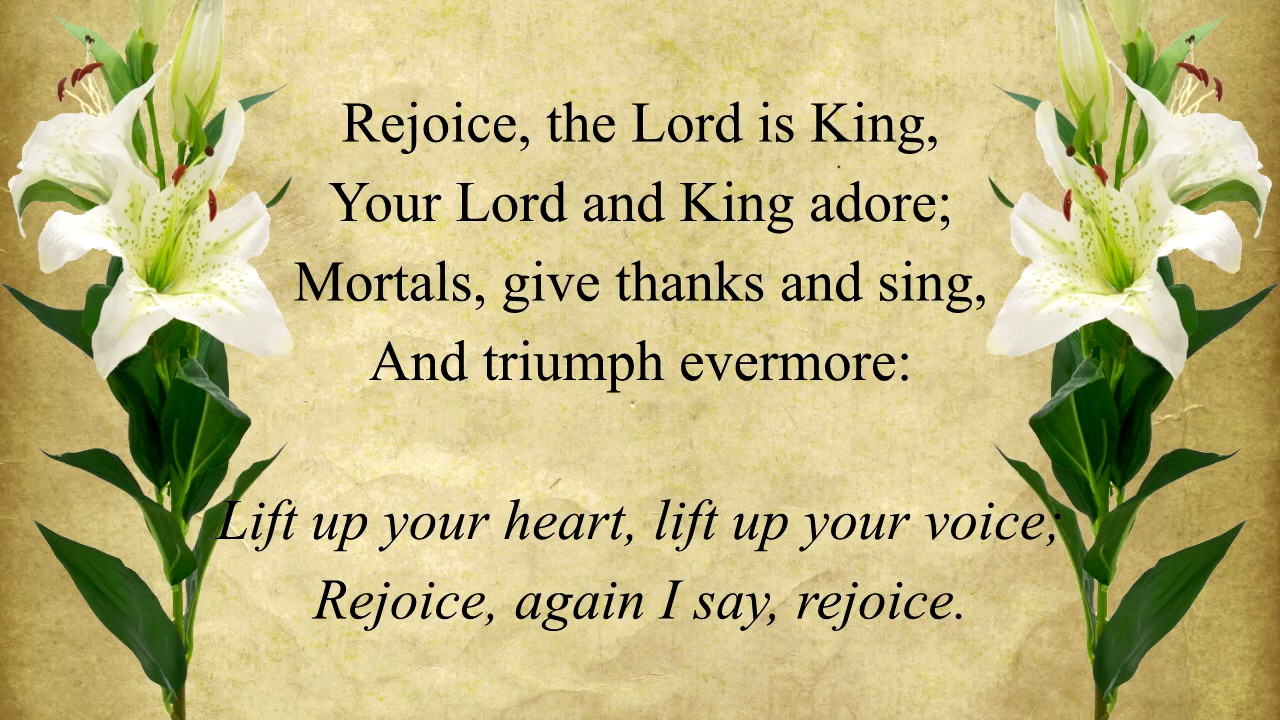 Rejoice, the Lord is King,
Your Lord and King adore;
Mortals, give thanks and sing,
And triumph evermore:
Lift up your heart, lift up your voice;
Rejoice, again I say, rejoice.